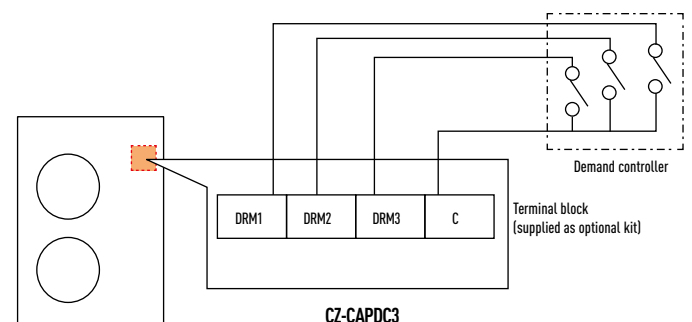 Demand controller
DRM1 DRM2 DRM3 C
Terminal block
(supplied as optional kit)
CZ-CAPDC3